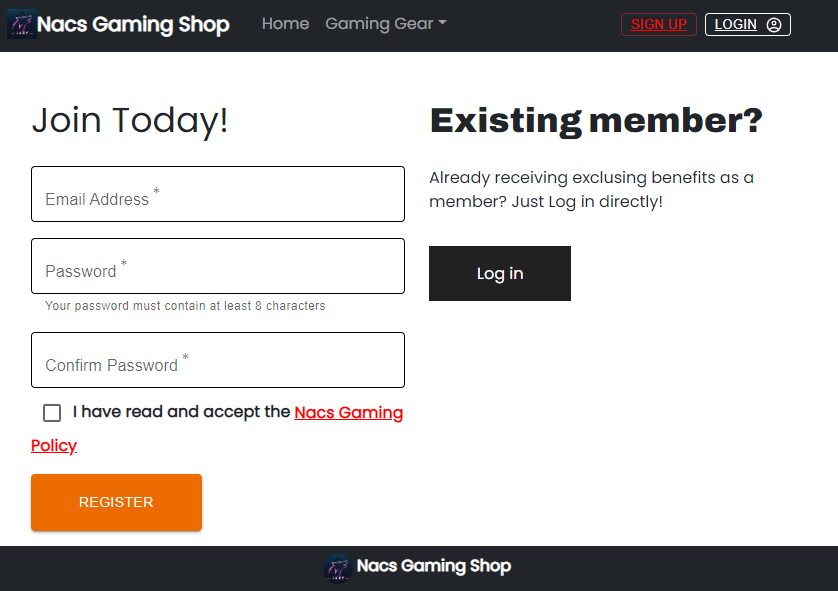 Nacs Gaming Shop
Home
Gaming Gear
SIGN UP
LOGIN
Join Today!
Email Address *
Password *
Your password must contain at least 8 characters
Confirm Password *
I have read and accept the Nacs Gaming
Policy
REGISTER
Existing member?
Already receiving exclusing benefits as a
member? Just Log in directly!
Log in
Nacs Gaming Shop